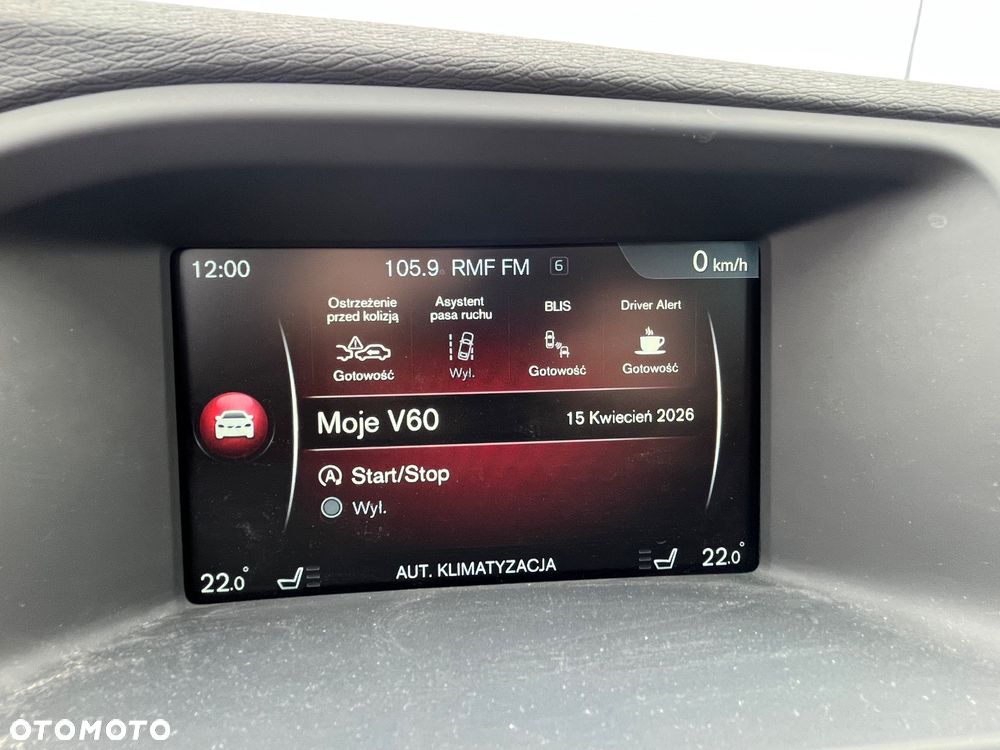 12:00
105.9 RMF FM 6
0 km/h
Ostrzeżenie
przed kolizją
Gotowość
Asystent
pasa ruchu
Wył.
BLIS
Gotowość
Driver Alert
Gotowość
Moje V60
15 Kwiecień 2026
A Start/Stop
Wył.
22.0°
AUT. KLIMATYZACJA
22.0°
OTOMOTO